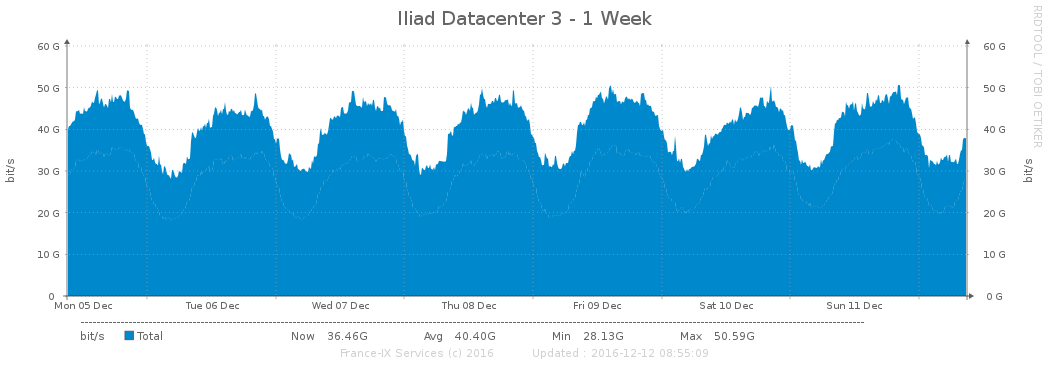 Iliad Datacenter 3 - 1 Week
RRDTOOL / TOBI OETIKER
60 G 60 G
50 G 50 G
40 G 40 G
30 G 30 G
20 G 20 G
10 G 10 G
0 0 G
bit/s bit/s
Mon 05 Dec Tue 06 Dec Wed 07 Dec Thu 08 Dec Fri 09 Dec Sat 10 Dec Sun 11 Dec
bit/s Total Now 36.46G Avg 40.40G Min 28.13G Max 50.59G
France-IX Services (c) 2016 Updated : 2016-12-12 08:55:09